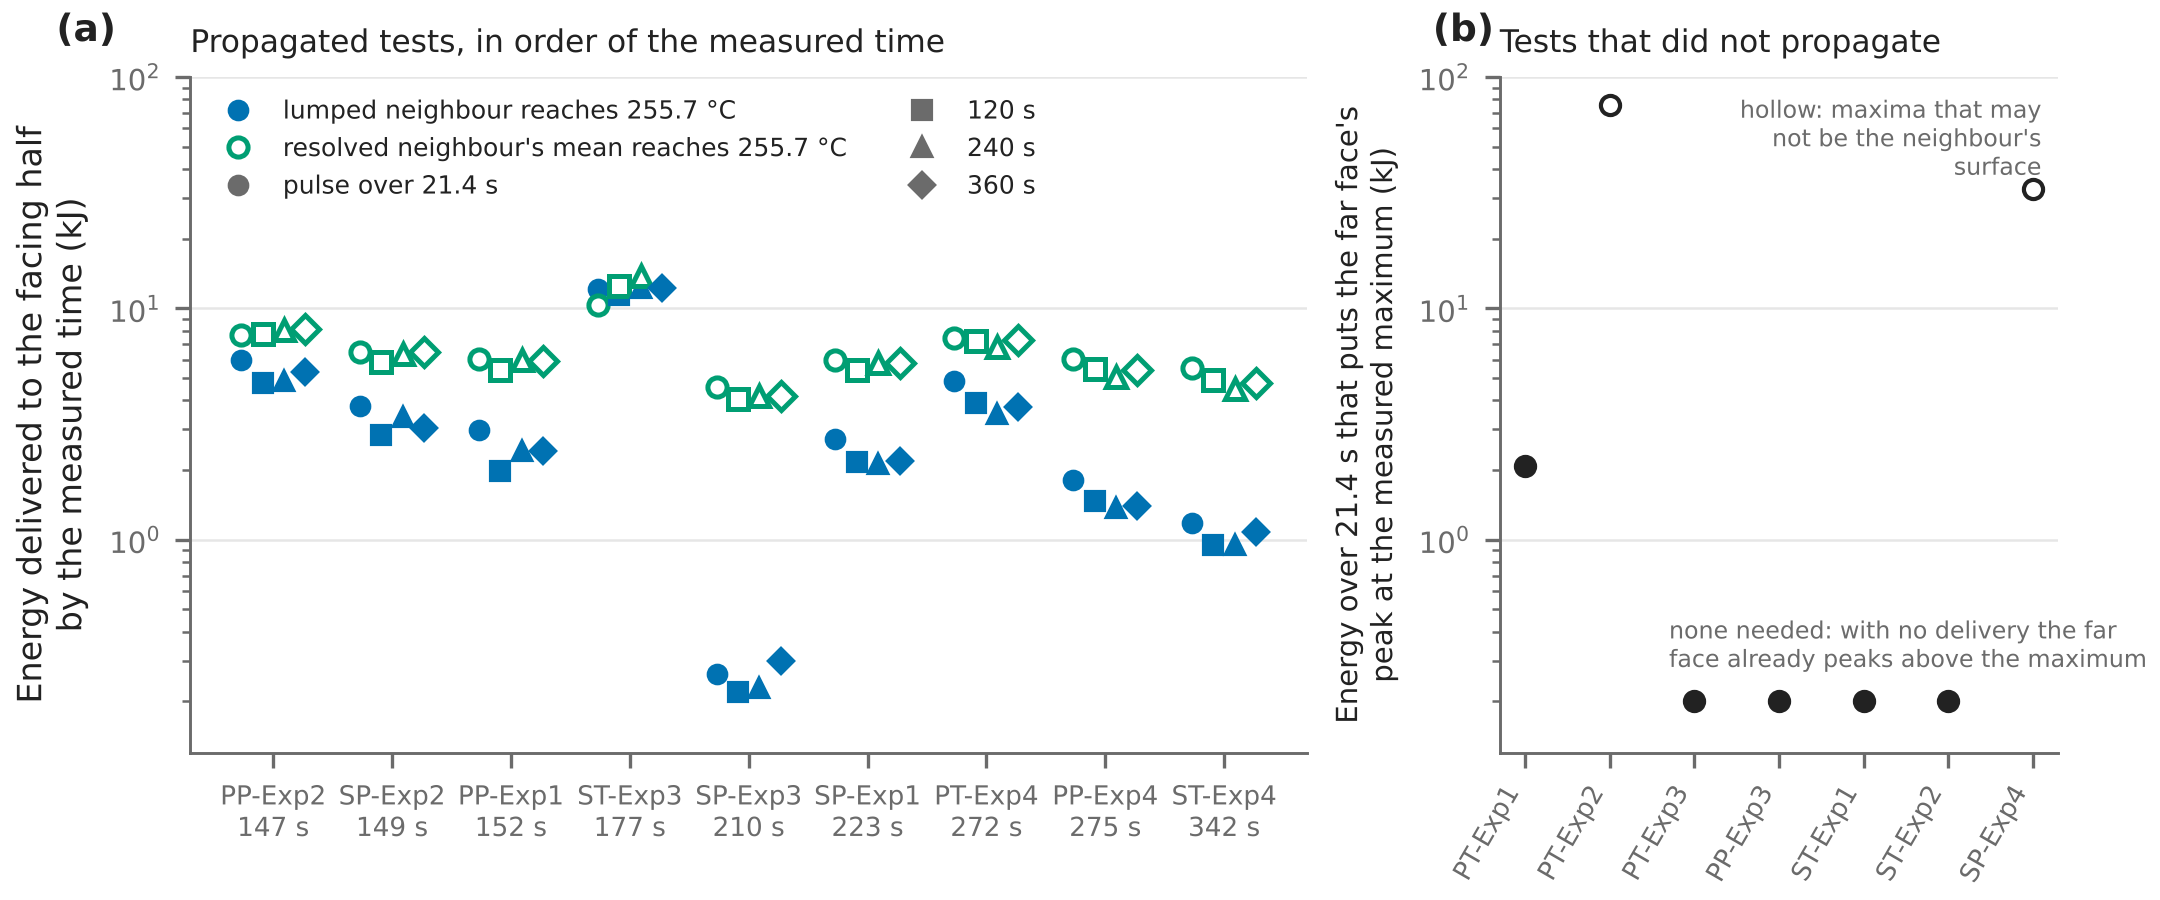 (a)
Propagated tests, in order of the measured time
Energy delivered to the facing half
by the measured time (kJ)
10²
10¹
10⁰
lumped neighbour reaches 255.7 °C
resolved neighbour's mean reaches 255.7 °C
pulse over 21.4 s
120 s
240 s
360 s
PP-Exp2
147 s
SP-Exp2
149 s
PP-Exp1
152 s
ST-Exp3
177 s
SP-Exp3
210 s
SP-Exp1
223 s
PT-Exp4
272 s
PP-Exp4
275 s
ST-Exp4
342 s
(b)
Tests that did not propagate
Energy over 21.4 s that puts the far face's
peak at the measured maximum (kJ)
10²
10¹
10⁰
hollow: maxima that may
not be the neighbour's
surface
none needed: with no delivery the far
face already peaks above the maximum
PT-Exp1
PT-Exp2
PT-Exp3
PP-Exp3
ST-Exp1
ST-Exp2
SP-Exp4